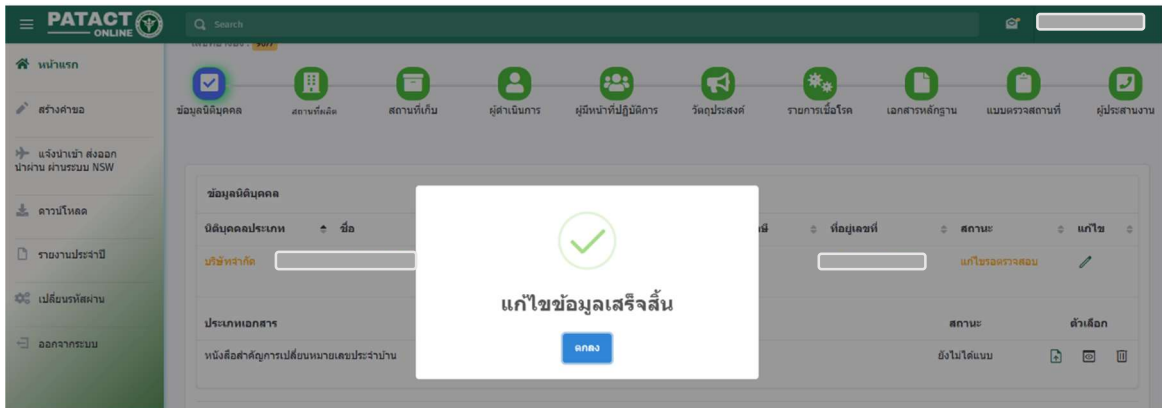 PATACT
ONLINE
Search
หน้าแรก
สร้างคำขอ
แจ้งนำเข้า ส่งออก
นำผ่าน ผ่านระบบ NSW
ดาวน์โหลด
รายงานประจำปี
เปลี่ยนรหัสผ่าน
ออกจากระบบ
ข้อมูลนิติบุคคล
สถานที่ผลิต
สถานที่เก็บ
ผู้ดำเนินการ
ผู้มีหน้าที่ปฏิบัติการ
วัตถุประสงค์
รายการเชื้อโรค
เอกสารหลักฐาน
แบบตรวจสถานที่
ผู้ประสานงาน
ข้อมูลนิติบุคคล
นิติบุคคลประเภท ชื่อ ที่อยู่เลขที่ สถานะ แก้ไข
บริษัทจำกัด แก้ไขรอตรวจสอบ
ประเภทเอกสาร สถานะ ตัวเลือก
หนังสือสำคัญการเปลี่ยนหมายเลขประจำบ้าน ยังไม่ได้แนบ
แก้ไขข้อมูลเสร็จสิ้น
ตกลง